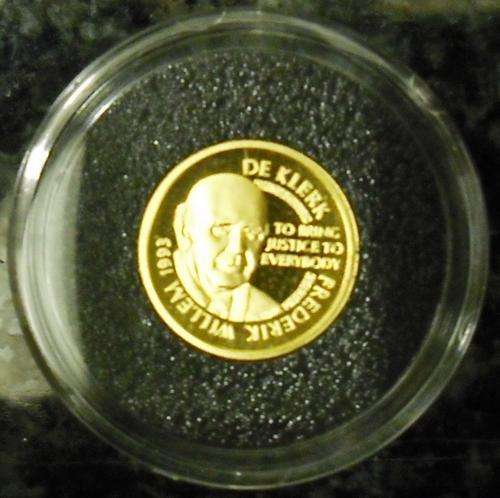 DE KLERK
TO BRING
JUSTICE TO
EVERYBODY
FREDERIK WILLEM 1993